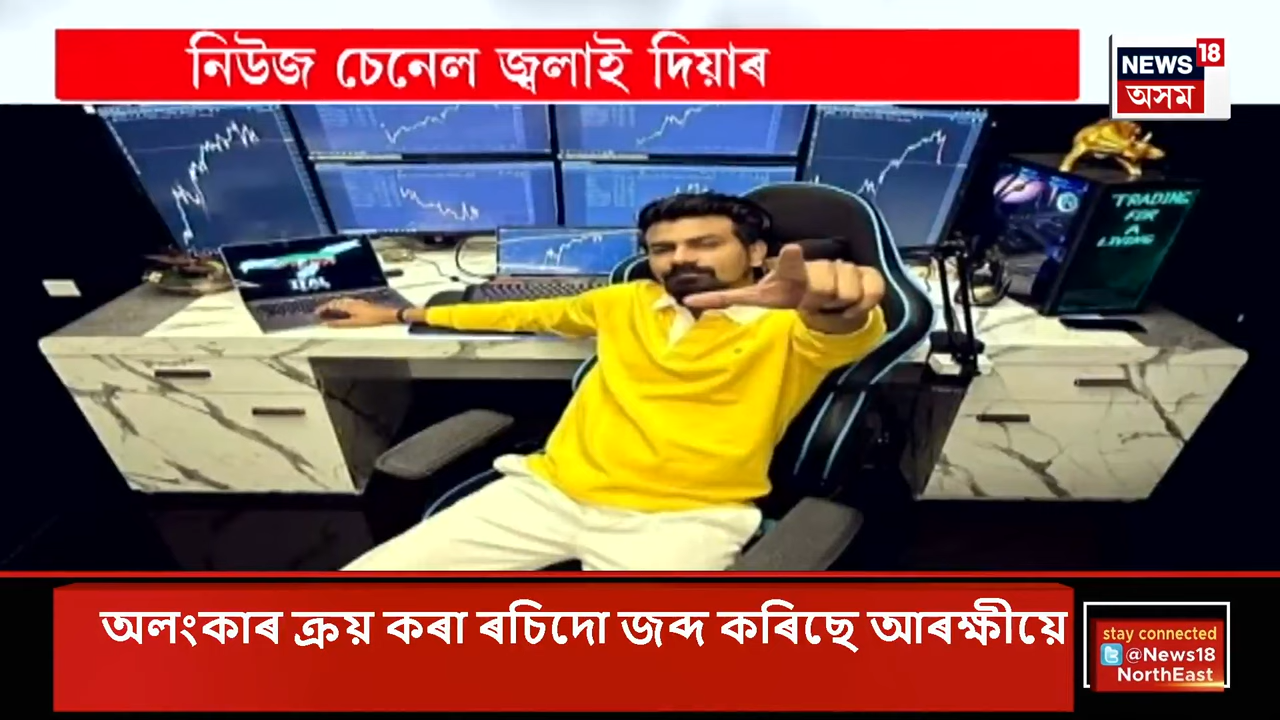 নিউজ চেনেল জ্বলাই দিয়াৰ
NEWS 18
অসম
TRADING
FOR
A
LIVING
অলংকাৰ ক্ৰয় কৰা ৰচিদো জব্দ কৰিছে আৰক্ষীয়ে
stay connected
@News18
NorthEast